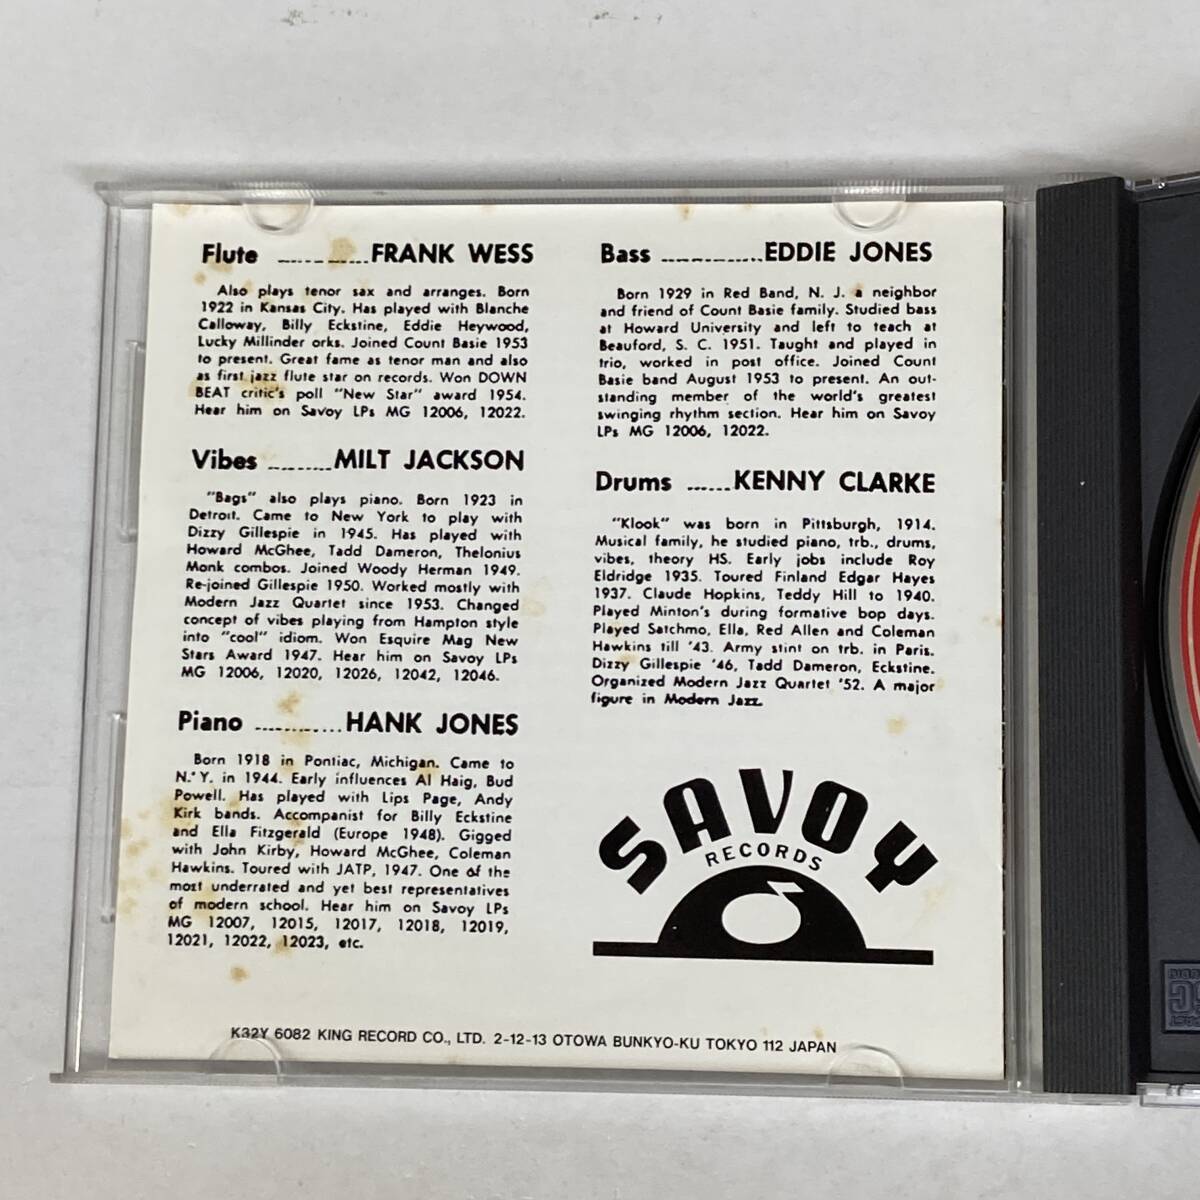 Flute ............ FRANK WESS
Also plays tenor sax and arranges. Born
1922 in Kansas City. Has played with Blanche
Calloway, Billy Eckstine, Eddie Heywood,
Lucky Millinder orks. Joined Count Basie 1953
to present. Great fame as tenor man and also
as first jazz flute star on records. Won DOWN
BEAT critic's poll "New Star" award 1954.
Hear him on Savoy LPs MG 12006, 12022.
Vibes ......... MILT JACKSON
"Bags" also plays piano. Born 1923 in
Detroit. Came to New York to play with
Dizzy Gillespie in 1945. Has played with
Howard McGhee, Tadd Dameron, Thelonius
Monk combos. Joined Woody Herman 1949.
Re-joined Gillespie 1950. Worked mostly with
Modern Jazz Quartet since 1953. Changed
concept of vibes playing from Hampton style
into "cool" idiom. Won Esquire Mag New
Stars Award 1947. Hear him on Savoy LPs
MG 12006, 12020, 12026, 12042, 12046.
Piano ............ HANK JONES
Born 1918 in Pontiac, Michigan. Came to
N. Y. in 1944. Early influences Al Haig, Bud
Powell. Has played with Lips Page, Andy
Kirk bands. Accompanist for Billy Eckstine
and Ella Fitzgerald (Europe 1948). Gigged
with John Kirby, Howard McGhee, Coleman
Hawkins. Toured with JATP, 1947. One of the
most underrated and yet best representatives
of modern school. Hear him on Savoy LPs
MG 12007, 12015, 12017, 12018, 12019,
12021, 12022, 12023, etc.
Bass ............. EDDIE JONES
Born 1929 in Red Band, N. J. a neighbor
and friend of Count Basie family. Studied bass
at Howard University and left to teach at
Beauford, S. C. 1951. Taught and played in
trio, worked in post office. Joined Count
Basie band August 1953 to present. An out-
standing member of the world's greatest
swinging rhythm section. Hear him on Savoy
LPs MG 12006, 12022.
Drums ...... KENNY CLARKE
"Klook" was born in Pittsburgh, 1914.
Musical family, he studied piano, trb., drums,
vibes, theory HS. Early jobs include Roy
Eldridge 1935. Toured Finland Edgar Hayes
1937. Claude Hopkins, Teddy Hill to 1940.
Played Minton's during formative bop days.
Played Satchmo, Ella, Red Allen and Coleman
Hawkins till '43. Army stint on trb. in Paris.
Dizzy Gillespie '46, Tadd Dameron, Eckstine.
Organized Modern Jazz Quartet '52. A major
figure in Modern Jazz.
SAVOY
RECORDS
K32Y 6082 KING RECORD CO., LTD. 2-12-13 OTOWA BUNKYO-KU TOKYO 112 JAPAN